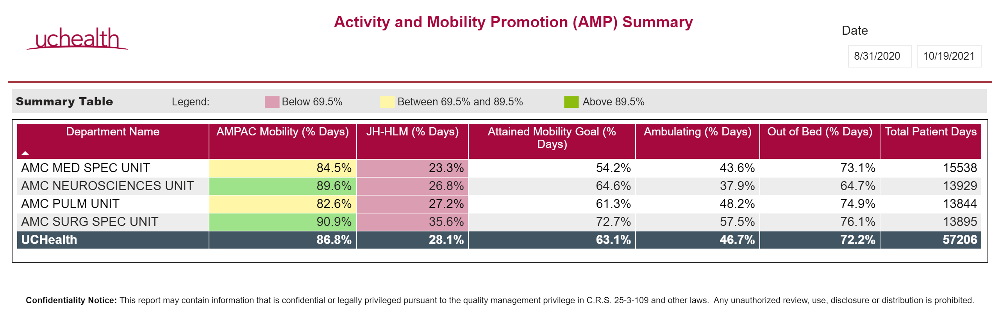 Activity and Mobility Promotion (AMP) Summary
uchealth
Date
8/31/2020 10/19/2021
Summary Table Legend: Below 69.5% Between 69.5% and 89.5% Above 89.5%
Department Name AMPAC Mobility (% Days) JH-HLM (% Days) Attained Mobility Goal (% Days) Ambulating (% Days) Out of Bed (% Days) Total Patient Days
AMC MED SPEC UNIT 84.5% 23.3% 54.2% 43.6% 73.1% 15538
AMC NEUROSCIENCES UNIT 89.6% 26.8% 64.6% 37.9% 64.7% 13929
AMC PULM UNIT 82.6% 27.2% 61.3% 48.2% 74.9% 13844
AMC SURG SPEC UNIT 90.9% 35.6% 72.7% 57.5% 76.1% 13895
UCHealth 86.8% 28.1% 63.1% 46.7% 72.2% 57206
Confidentiality Notice: This report may contain information that is confidential or legally privileged pursuant to the quality management privilege in C.R.S. 25-3-109 and other laws.  Any unauthorized review, use, disclosure or distribution is prohibited.